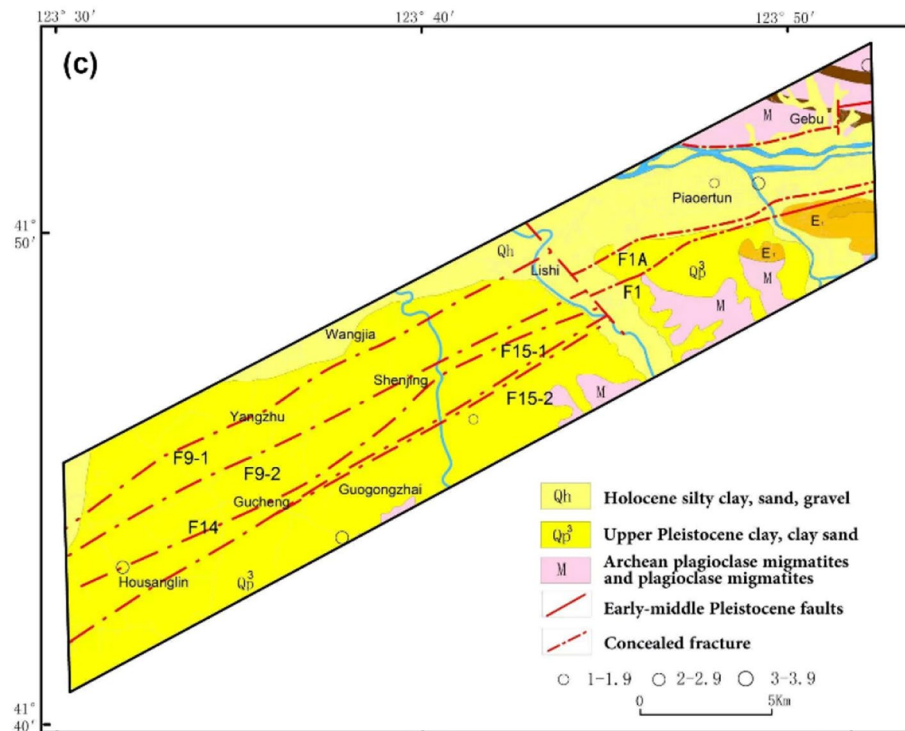 123° 30′ 123° 40′ 123° 50′
(c)
M
Gebu
Piaoertun
41°
50′
E₁
Qh
Lishi
F1A
Qp³
E₁
F1
M
M
Wangjia
F15-1
Shenjing
F15-2
M
Yangzhu
F9-1
F9-2
Gucheng
Guogongzhai
F14
Housanglin
Qp³
Qh Holocene silty clay, sand, gravel
Qp³ Upper Pleistocene clay, clay sand
M Archean plagioclase migmatites
and plagioclase migmatites
Early-middle Pleistocene faults
Concealed fracture
1-1.9 2-2.9 3-3.9
0 5Km
41°
40′